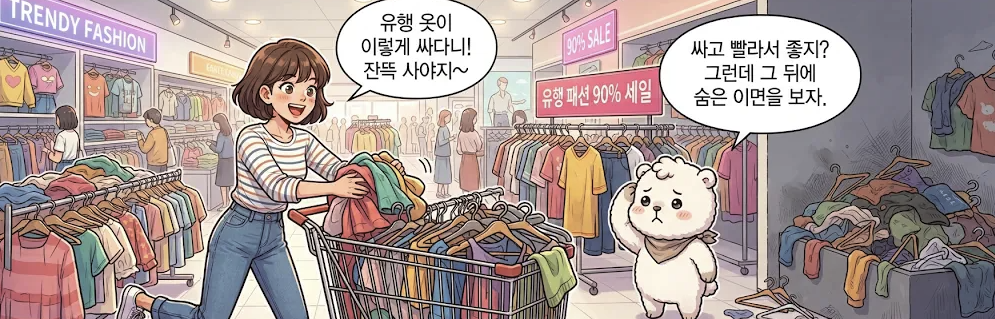 TRENDY FASHION
유행 옷이
이렇게 싸다니!
잔뜩 사야지~
90% SALE
유행 패션 90% 세일
싸고 빨라서 좋지?
그런데 그 뒤에
숨은 이면을 보자.